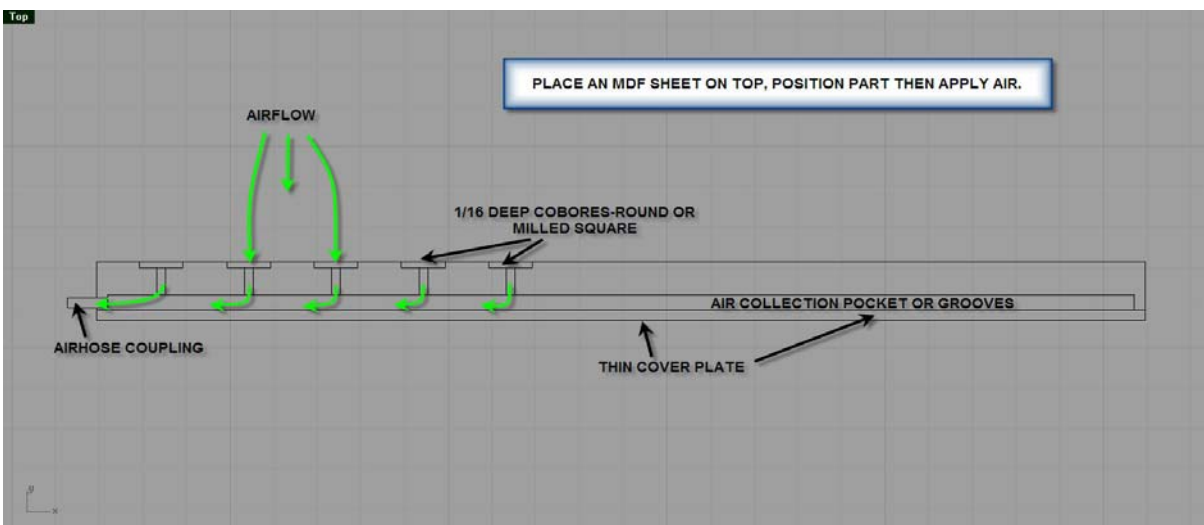 Top
PLACE AN MDF SHEET ON TOP, POSITION PART THEN APPLY AIR.
AIRFLOW
1/16 DEEP COBORES-ROUND OR
MILLED SQUARE
AIR COLLECTION POCKET OR GROOVES
AIRHOSE COUPLING
THIN COVER PLATE
y
x